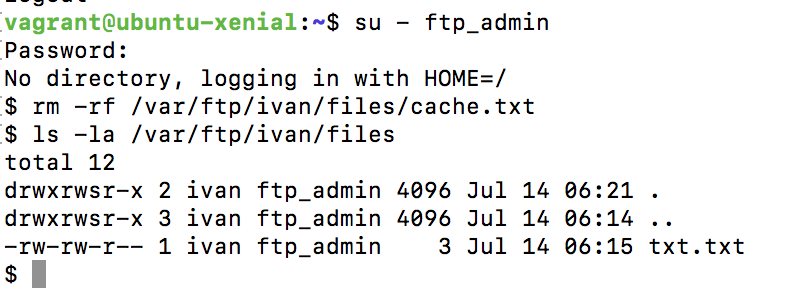 Logout
vagrant@ubuntu-xenial:~$ su - ftp_admin
Password:
No directory, logging in with HOME=/
$ rm -rf /var/ftp/ivan/files/cache.txt
$ ls -la /var/ftp/ivan/files
total 12
drwxrwsr-x 2 ivan ftp_admin 4096 Jul 14 06:21 .
drwxrwsr-x 3 ivan ftp_admin 4096 Jul 14 06:14 ..
-rw-rw-r-- 1 ivan ftp_admin    3 Jul 14 06:15 txt.txt
$